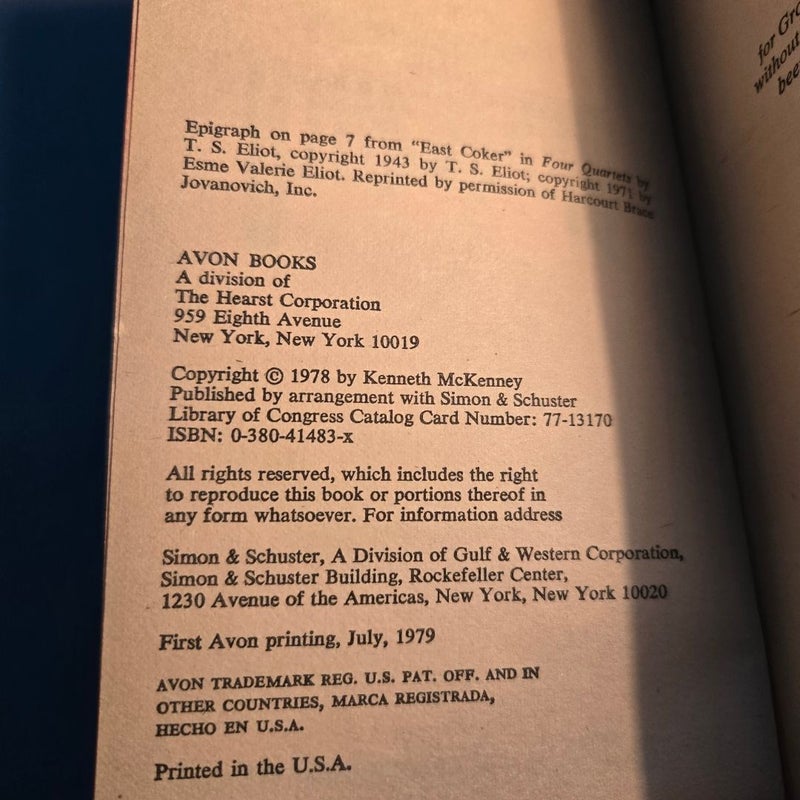 Epigraph on page 7 from “East Coker” in Four Quartets by
T. S. Eliot, copyright 1943 by T. S. Eliot; copyright 1971 by
Esme Valerie Eliot. Reprinted by permission of Harcourt Brace
Jovanovich, Inc.
AVON BOOKS
A division of
The Hearst Corporation
959 Eighth Avenue
New York, New York 10019
Copyright © 1978 by Kenneth McKenney
Published by arrangement with Simon & Schuster
Library of Congress Catalog Card Number: 77-13170
ISBN: 0-380-41483-x
All rights reserved, which includes the right
to reproduce this book or portions thereof in
any form whatsoever. For information address
Simon & Schuster, A Division of Gulf & Western Corporation,
Simon & Schuster Building, Rockefeller Center,
1230 Avenue of the Americas, New York, New York 10020
First Avon printing, July, 1979
AVON TRADEMARK REG. U.S. PAT. OFF. AND IN
OTHER COUNTRIES, MARCA REGISTRADA,
HECHO EN U.S.A.
Printed in the U.S.A.
for
without